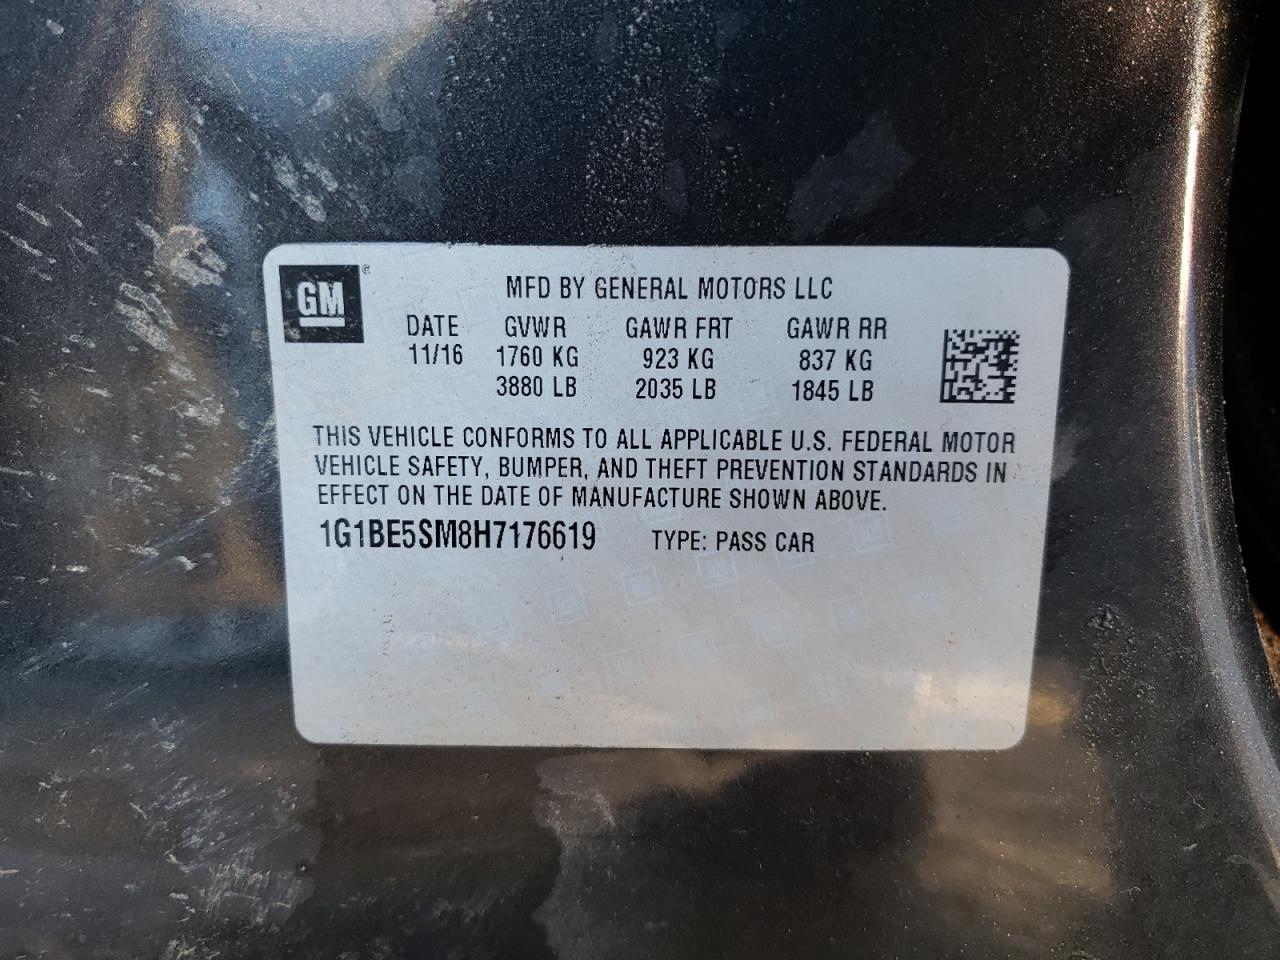 GM ®
MFD BY GENERAL MOTORS LLC
DATE GVWR GAWR FRT GAWR RR
11/16 1760 KG 923 KG 837 KG
3880 LB 2035 LB 1845 LB
THIS VEHICLE CONFORMS TO ALL APPLICABLE U.S. FEDERAL MOTOR
VEHICLE SAFETY, BUMPER, AND THEFT PREVENTION STANDARDS IN
EFFECT ON THE DATE OF MANUFACTURE SHOWN ABOVE.
1G1BE5SM8H7176619 TYPE: PASS CAR